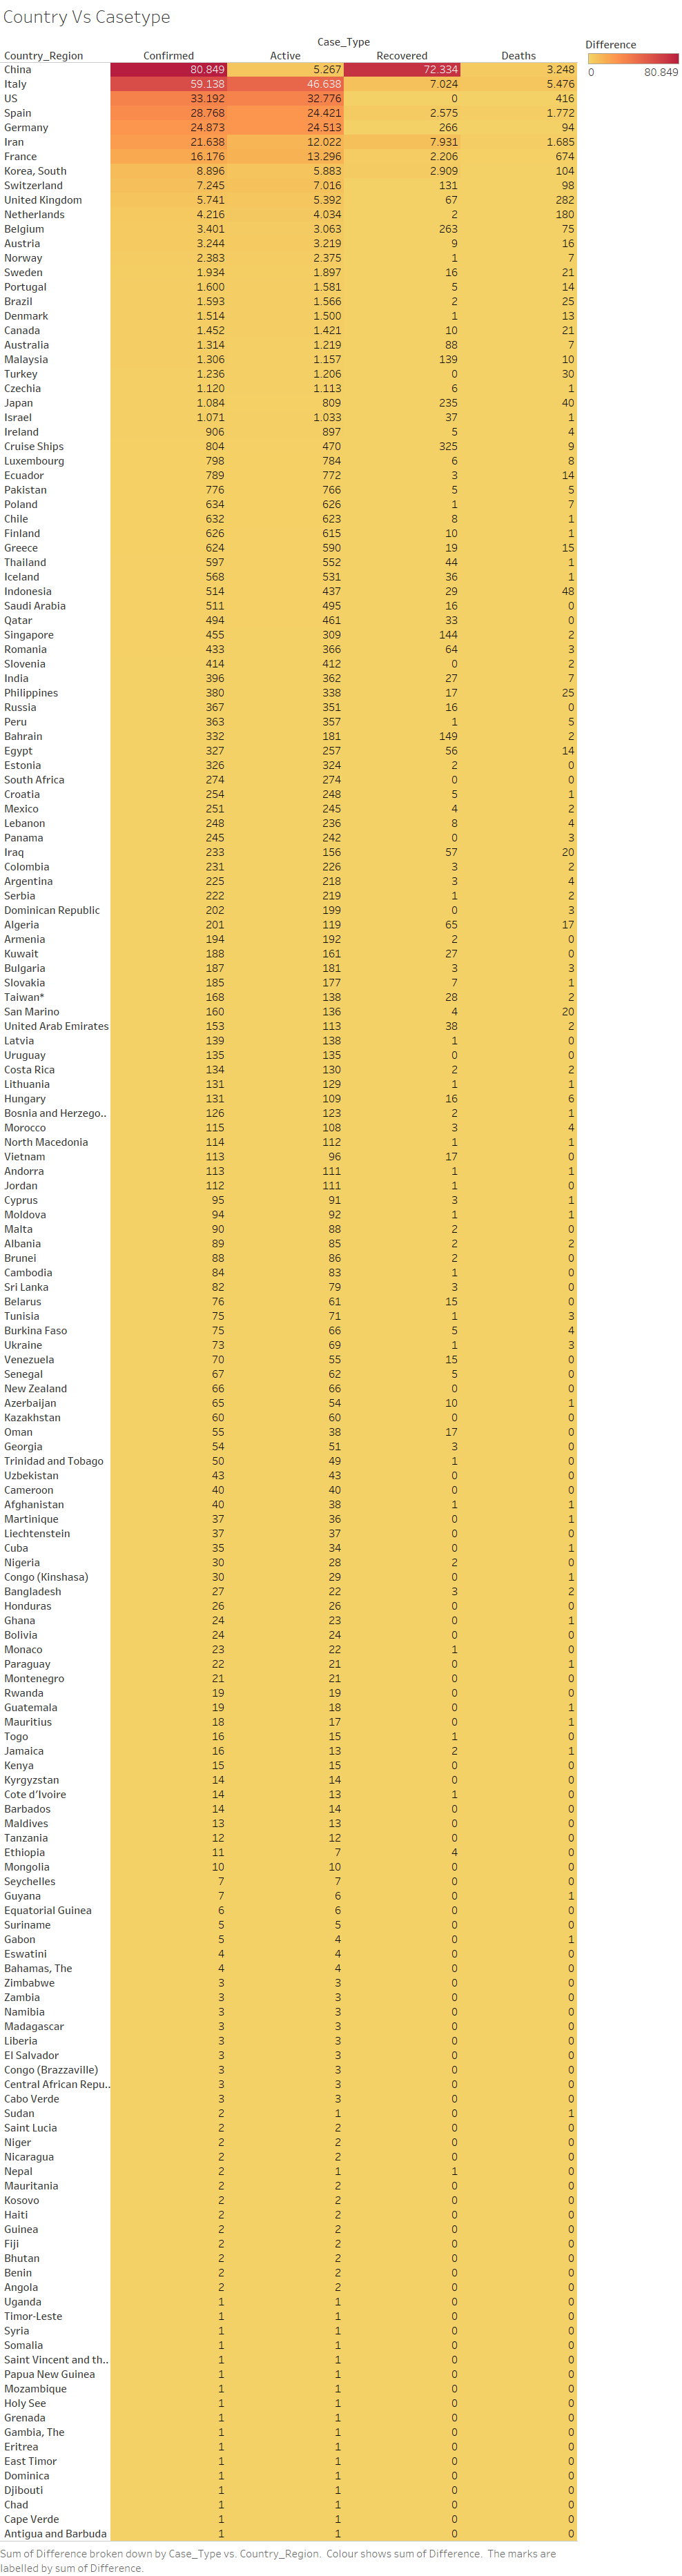 Country Vs Casetype
Case_Type
Difference
Country_Region Confirmed Active Recovered Deaths
0 80.849
China 80.849 5.267 72.334 3.248
Italy 59.138 46.638 7.024 5.476
US 33.192 32.776 0 416
Spain 28.768 24.421 2.575 1.772
Germany 24.873 24.513 266 94
Iran 21.638 12.022 7.931 1.685
France 16.176 13.296 2.206 674
Korea, South 8.896 5.883 2.909 104
Switzerland 7.245 7.016 131 98
United Kingdom 5.741 5.392 67 282
Netherlands 4.216 4.034 2 180
Belgium 3.401 3.063 263 75
Austria 3.244 3.219 9 16
Norway 2.383 2.375 1 7
Sweden 1.934 1.897 16 21
Portugal 1.600 1.581 5 14
Brazil 1.593 1.566 2 25
Denmark 1.514 1.500 1 13
Canada 1.452 1.421 10 21
Australia 1.314 1.219 88 7
Malaysia 1.306 1.157 139 10
Turkey 1.236 1.206 0 30
Czechia 1.120 1.113 6 1
Japan 1.084 809 235 40
Israel 1.071 1.033 37 1
Ireland 906 897 5 4
Cruise Ships 804 470 325 9
Luxembourg 798 784 6 8
Ecuador 789 772 3 14
Pakistan 776 766 5 5
Poland 634 626 1 7
Chile 632 623 8 1
Finland 626 615 10 1
Greece 624 590 19 15
Thailand 597 552 44 1
Iceland 568 531 36 1
Indonesia 514 437 29 48
Saudi Arabia 511 495 16 0
Qatar 494 461 33 0
Singapore 455 309 144 2
Romania 433 366 64 3
Slovenia 414 412 0 2
India 396 362 27 7
Philippines 380 338 17 25
Russia 367 351 16 0
Peru 363 357 1 5
Bahrain 332 181 149 2
Egypt 327 257 56 14
Estonia 326 324 2 0
South Africa 274 274 0 0
Croatia 254 248 5 1
Mexico 251 245 4 2
Lebanon 248 236 8 4
Panama 245 242 0 3
Iraq 233 156 57 20
Colombia 231 226 3 2
Argentina 225 218 3 4
Serbia 222 219 1 2
Dominican Republic 202 199 0 3
Algeria 201 119 65 17
Armenia 194 192 2 0
Kuwait 188 161 27 0
Bulgaria 187 181 3 3
Slovakia 185 177 7 1
Taiwan* 168 138 28 2
San Marino 160 136 4 20
United Arab Emirates 153 113 38 2
Latvia 139 138 1 0
Uruguay 135 135 0 0
Costa Rica 134 130 2 2
Lithuania 131 129 1 1
Hungary 131 109 16 6
Bosnia and Herzego.. 126 123 2 1
Morocco 115 108 3 4
North Macedonia 114 112 1 1
Vietnam 113 96 17 0
Andorra 113 111 1 1
Jordan 112 111 1 0
Cyprus 95 91 3 1
Moldova 94 92 1 1
Malta 90 88 2 0
Albania 89 85 2 2
Brunei 88 86 2 0
Cambodia 84 83 1 0
Sri Lanka 82 79 3 0
Belarus 76 61 15 0
Tunisia 75 71 1 3
Burkina Faso 75 66 5 4
Ukraine 73 69 1 3
Venezuela 70 55 15 0
Senegal 67 62 5 0
New Zealand 66 66 0 0
Azerbaijan 65 54 10 1
Kazakhstan 60 60 0 0
Oman 55 38 17 0
Georgia 54 51 3 0
Trinidad and Tobago 50 49 1 0
Uzbekistan 43 43 0 0
Cameroon 40 40 0 0
Afghanistan 40 38 1 1
Martinique 37 36 0 1
Liechtenstein 37 37 0 0
Cuba 35 34 0 1
Nigeria 30 28 2 0
Congo (Kinshasa) 30 29 0 1
Bangladesh 27 22 3 2
Honduras 26 26 0 0
Ghana 24 23 0 1
Bolivia 24 24 0 0
Monaco 23 22 1 0
Paraguay 22 21 0 1
Montenegro 21 21 0 0
Rwanda 19 19 0 0
Guatemala 19 18 0 1
Mauritius 18 17 0 1
Togo 16 15 1 0
Jamaica 16 13 2 1
Kenya 15 15 0 0
Kyrgyzstan 14 14 0 0
Cote d'Ivoire 14 13 1 0
Barbados 14 14 0 0
Maldives 13 13 0 0
Tanzania 12 12 0 0
Ethiopia 11 7 4 0
Mongolia 10 10 0 0
Seychelles 7 7 0 0
Guyana 7 6 0 1
Equatorial Guinea 6 6 0 0
Suriname 5 5 0 0
Gabon 5 4 0 1
Eswatini 4 4 0 0
Bahamas, The 4 4 0 0
Zimbabwe 3 3 0 0
Zambia 3 3 0 0
Namibia 3 3 0 0
Madagascar 3 3 0 0
Liberia 3 3 0 0
El Salvador 3 3 0 0
Congo (Brazzaville) 3 3 0 0
Central African Repu.. 3 3 0 0
Cabo Verde 3 3 0 0
Sudan 2 1 0 1
Saint Lucia 2 2 0 0
Niger 2 2 0 0
Nicaragua 2 2 0 0
Nepal 2 1 1 0
Mauritania 2 2 0 0
Kosovo 2 2 0 0
Haiti 2 2 0 0
Guinea 2 2 0 0
Fiji 2 2 0 0
Bhutan 2 2 0 0
Benin 2 2 0 0
Angola 2 2 0 0
Uganda 1 1 0 0
Timor-Leste 1 1 0 0
Syria 1 1 0 0
Somalia 1 1 0 0
Saint Vincent and th.. 1 1 0 0
Papua New Guinea 1 1 0 0
Mozambique 1 1 0 0
Holy See 1 1 0 0
Grenada 1 1 0 0
Gambia, The 1 1 0 0
Eritrea 1 1 0 0
East Timor 1 1 0 0
Dominica 1 1 0 0
Djibouti 1 1 0 0
Chad 1 1 0 0
Cape Verde 1 1 0 0
Antigua and Barbuda 1 1 0 0
Sum of Difference broken down by Case_Type vs. Country_Region. Colour shows sum of Difference. The marks are
labelled by sum of Difference.